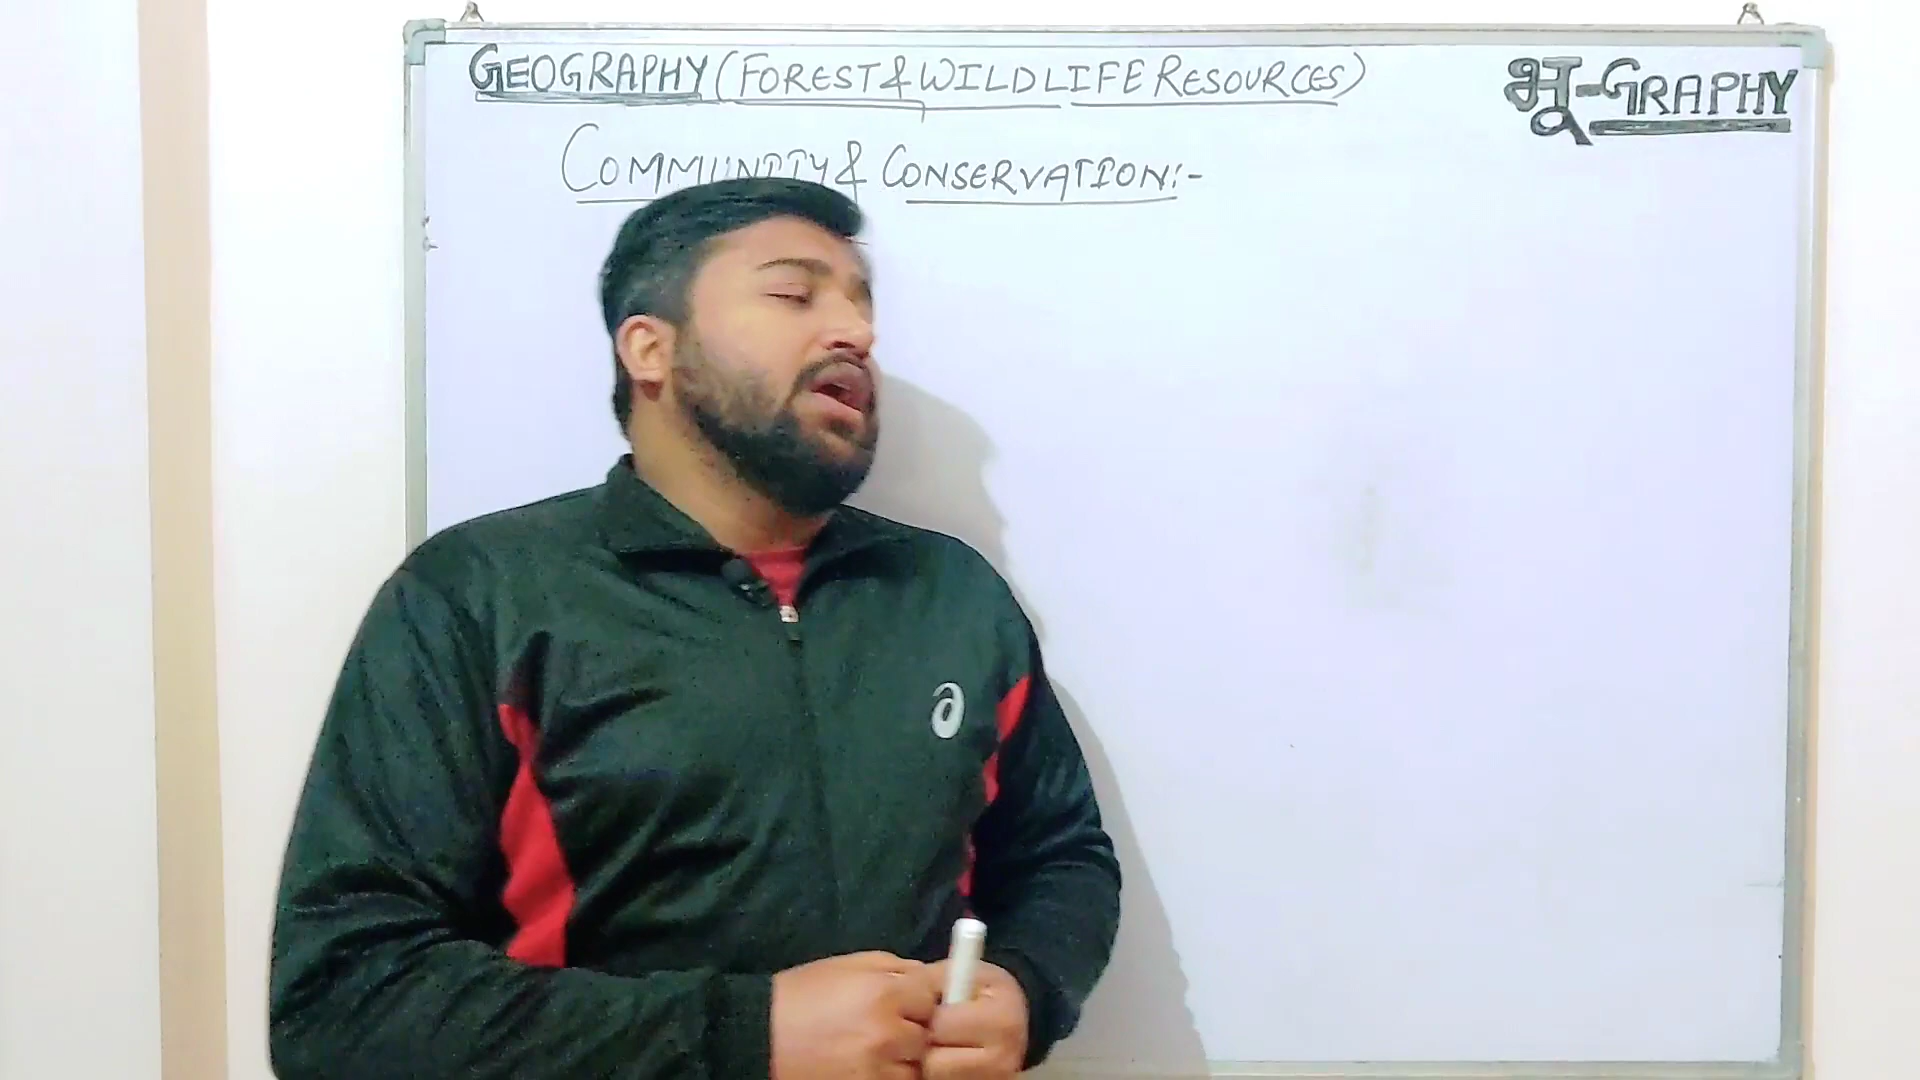 GEOGRAPHY (FOREST & WILDLIFE RESOURCES)
भू-GRAPHY
COMMUNITY & CONSERVATION:-